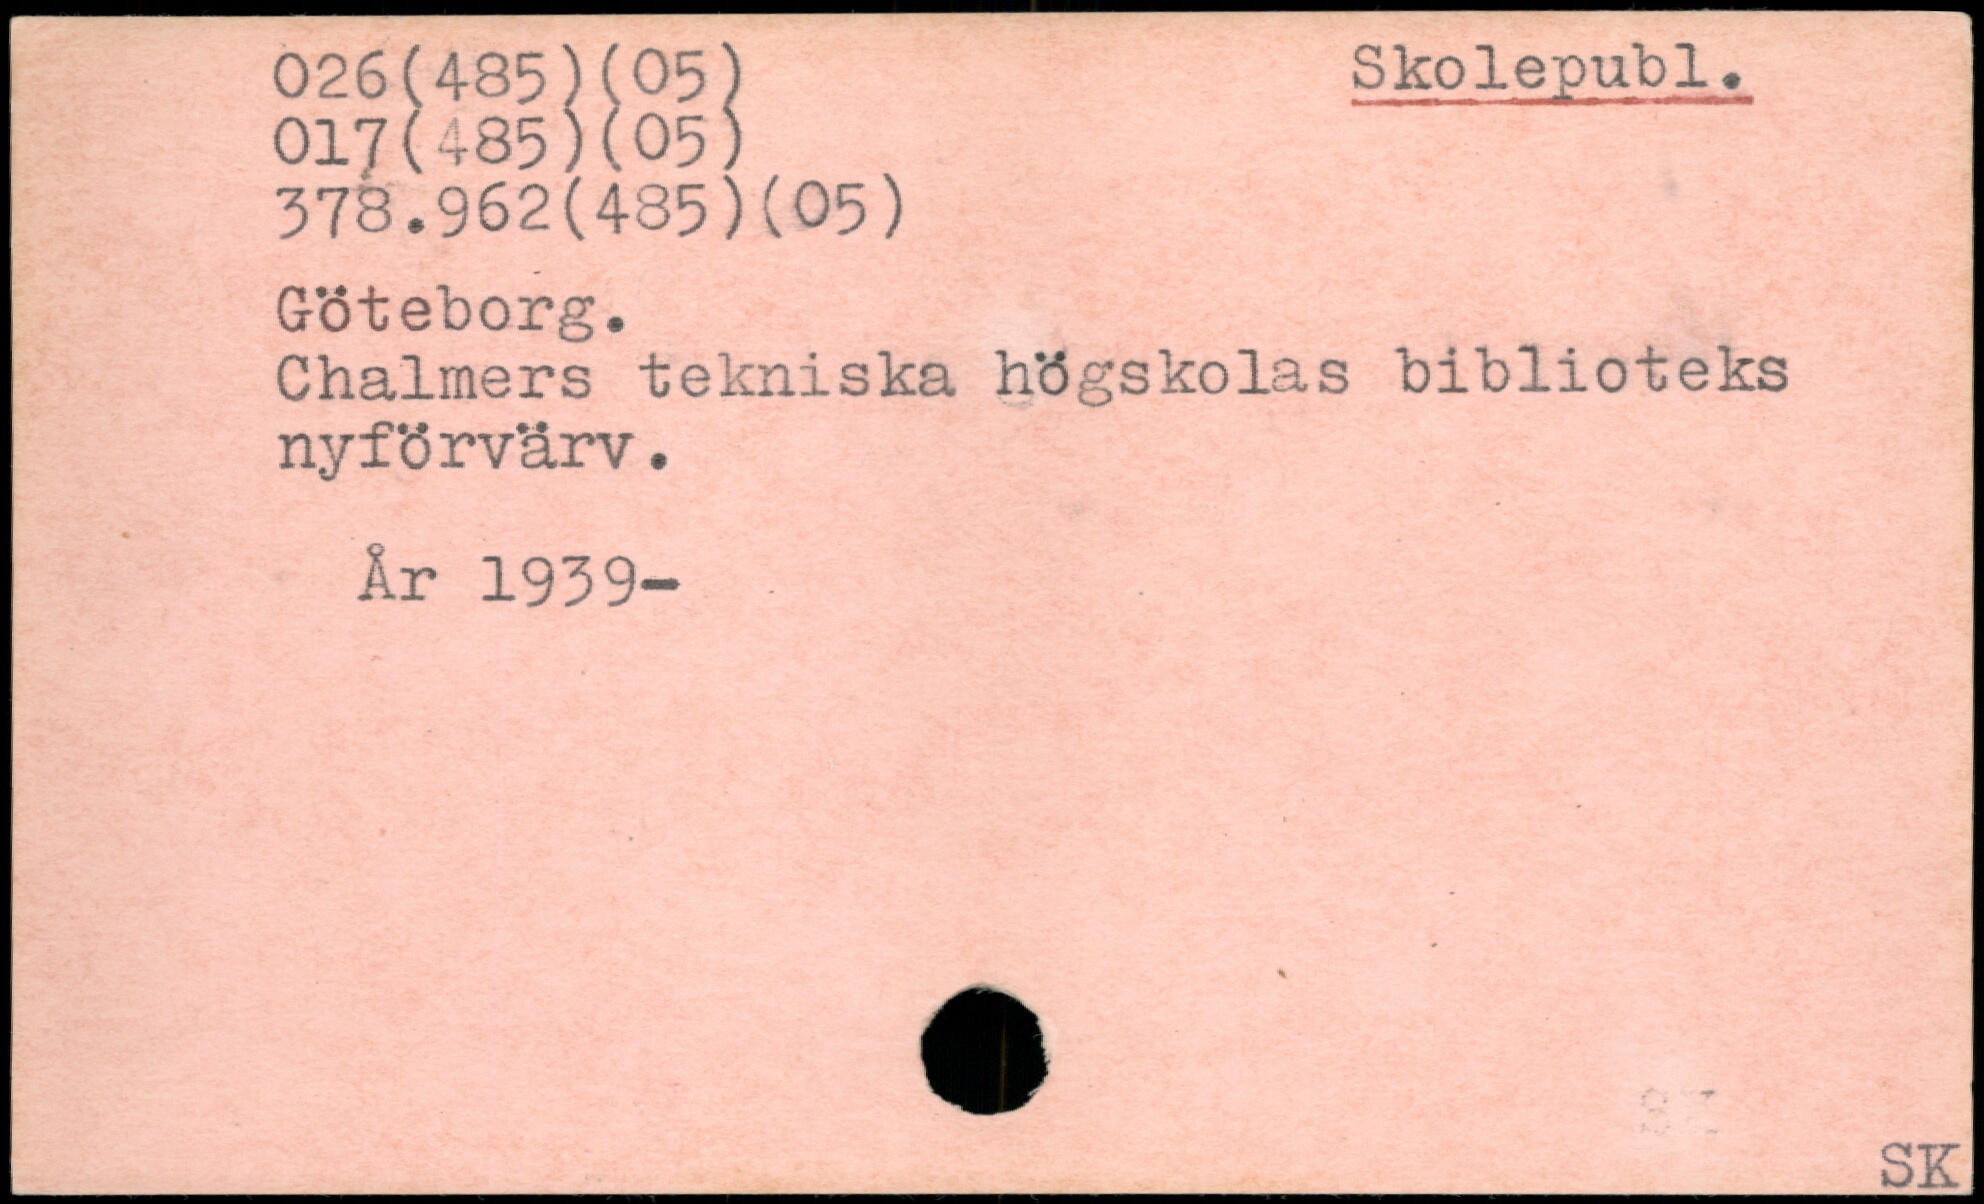 026(485)(05) Skolepubl.
017(485)(05)
378.962(485)(05)
Göteborg.
Chalmers tekniska högskolas biblioteks
nyförvärv.
År 1939-
SK